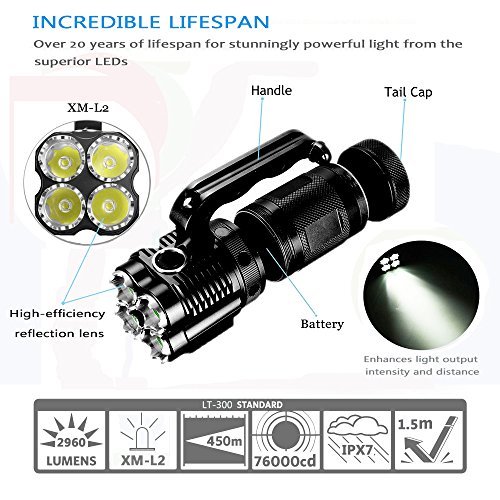 INCREDIBLE LIFESPAN
Over 20 years of lifespan for stunningly powerful light from the
superior LEDs
XM-L2
Handle
Tail Cap
High-efficiency
reflection lens
Battery
Enhances light output
intensity and distance
LT-300 STANDARD
2960
LUMENS
XM-L2
450m
76000cd
IPX7
1.5m